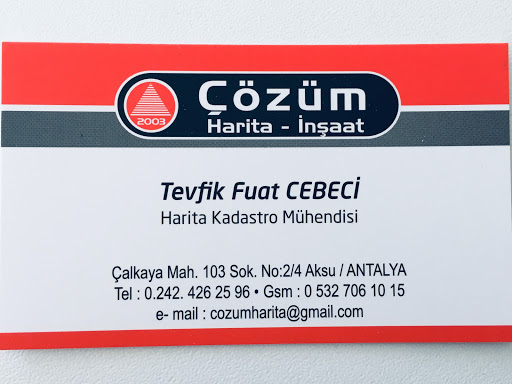 Çözüm
2003
Harita - İnşaat
Tevfik Fuat CEBECİ
Harita Kadastro Mühendisi
Çalkaya Mah. 103 Sok. No:2/4 Aksu / ANTALYA
Tel : 0.242. 426 25 96 • Gsm : 0 532 706 10 15
e- mail : cozumharita@gmail.com